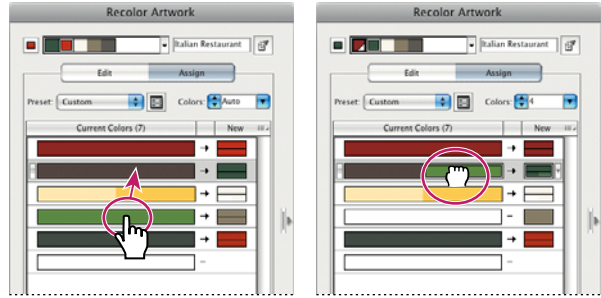 Recolor Artwork
Italian Restaurant
Edit Assign
Preset: Custom Colors: Auto
Current Colors (7) New
Recolor Artwork
Italian Restaurant
Edit Assign
Preset: Custom Colors: 4
Current Colors (7) New